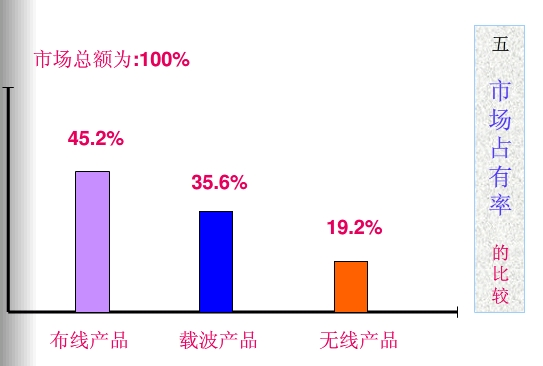 市场总额为:100%
45.2%
35.6%
19.2%
布线产品
载波产品
无线产品
五
市场占有率
的比较